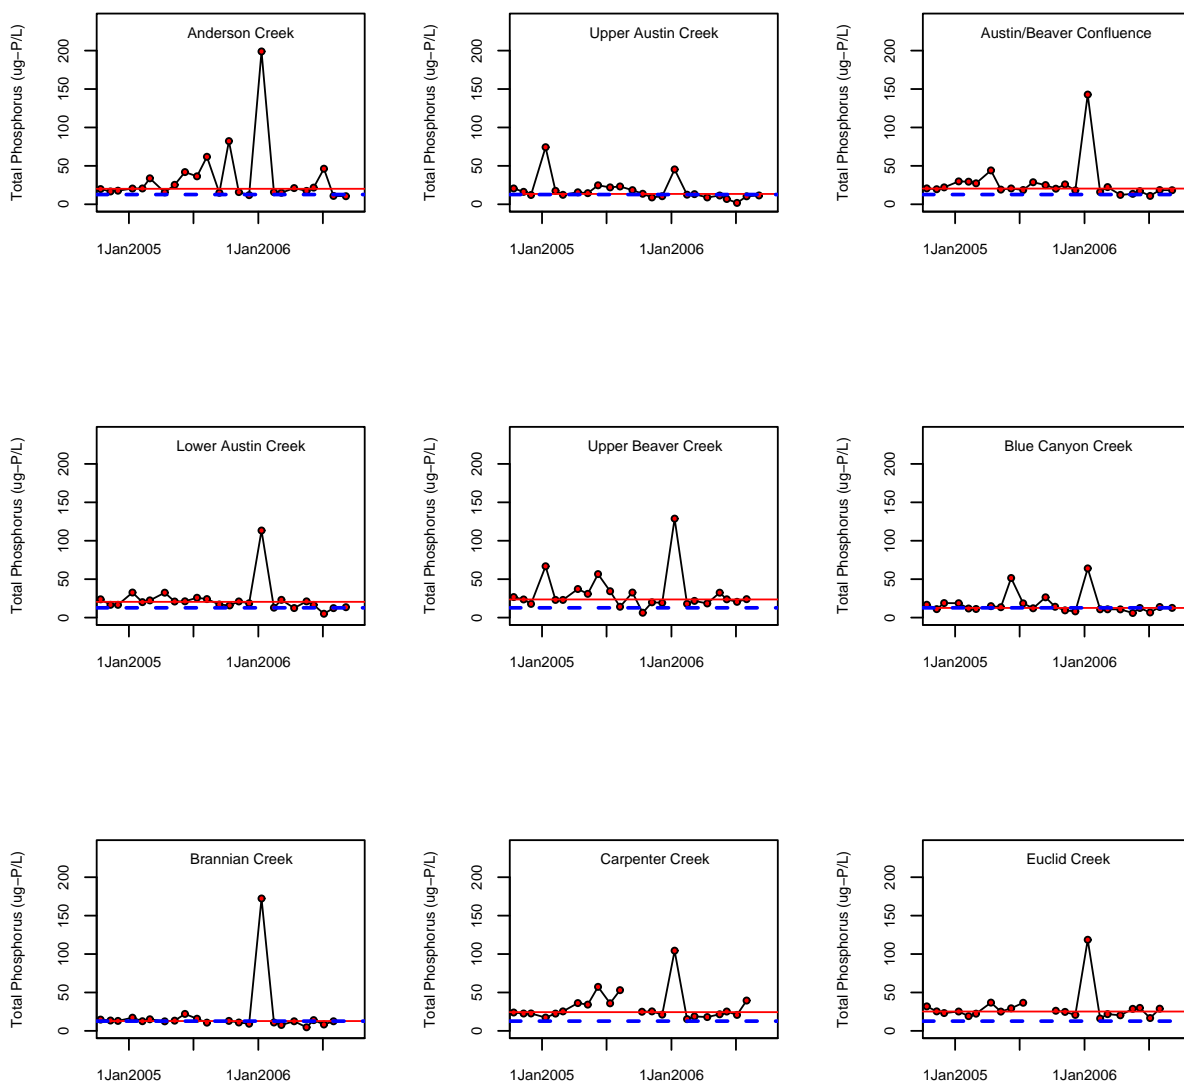 Anderson Creek
Total Phosphorus (ug−P/L)
200
150
100
50
0
1Jan2005 1Jan2006
Upper Austin Creek
Total Phosphorus (ug−P/L)
200
150
100
50
0
1Jan2005 1Jan2006
Austin/Beaver Confluence
Total Phosphorus (ug−P/L)
200
150
100
50
0
1Jan2005 1Jan2006
Lower Austin Creek
Total Phosphorus (ug−P/L)
200
150
100
50
0
1Jan2005 1Jan2006
Upper Beaver Creek
Total Phosphorus (ug−P/L)
200
150
100
50
0
1Jan2005 1Jan2006
Blue Canyon Creek
Total Phosphorus (ug−P/L)
200
150
100
50
0
1Jan2005 1Jan2006
Brannian Creek
Total Phosphorus (ug−P/L)
200
150
100
50
0
1Jan2005 1Jan2006
Carpenter Creek
Total Phosphorus (ug−P/L)
200
150
100
50
0
1Jan2005 1Jan2006
Euclid Creek
Total Phosphorus (ug−P/L)
200
150
100
50
0
1Jan2005 1Jan2006